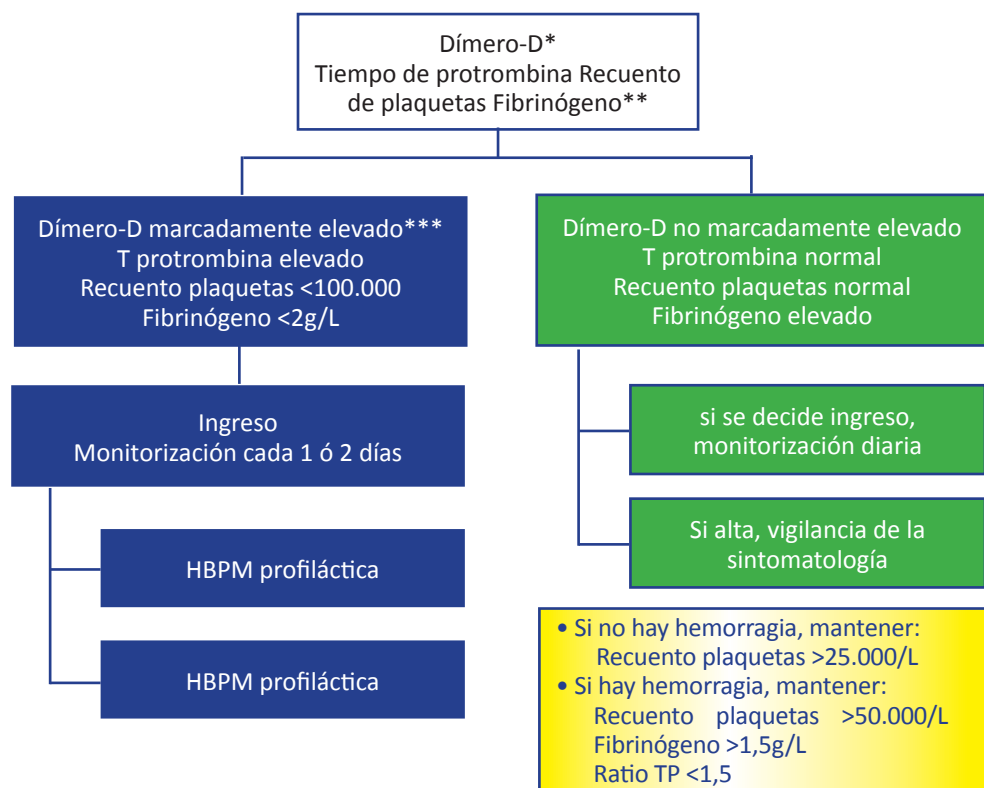 Dímero-D*
Tiempo de protrombina Recuento
de plaquetas Fibrinógeno**
Dímero-D marcadamente elevado***
T protrombina elevado
Recuento plaquetas <100.000
Fibrinógeno <2g/L
Ingreso
Monitorización cada 1 ó 2 días
HBPM profiláctica
HBPM profiláctica
Dímero-D no marcadamente elevado
T protrombina normal
Recuento plaquetas normal
Fibrinógeno elevado
si se decide ingreso,
monitorización diaria
Si alta, vigilancia de la
sintomatología
• Si no hay hemorragia, mantener:
Recuento plaquetas >25.000/L
• Si hay hemorragia, mantener:
Recuento plaquetas >50.000/L
Fibrinógeno >1,5g/L
Ratio TP <1,5